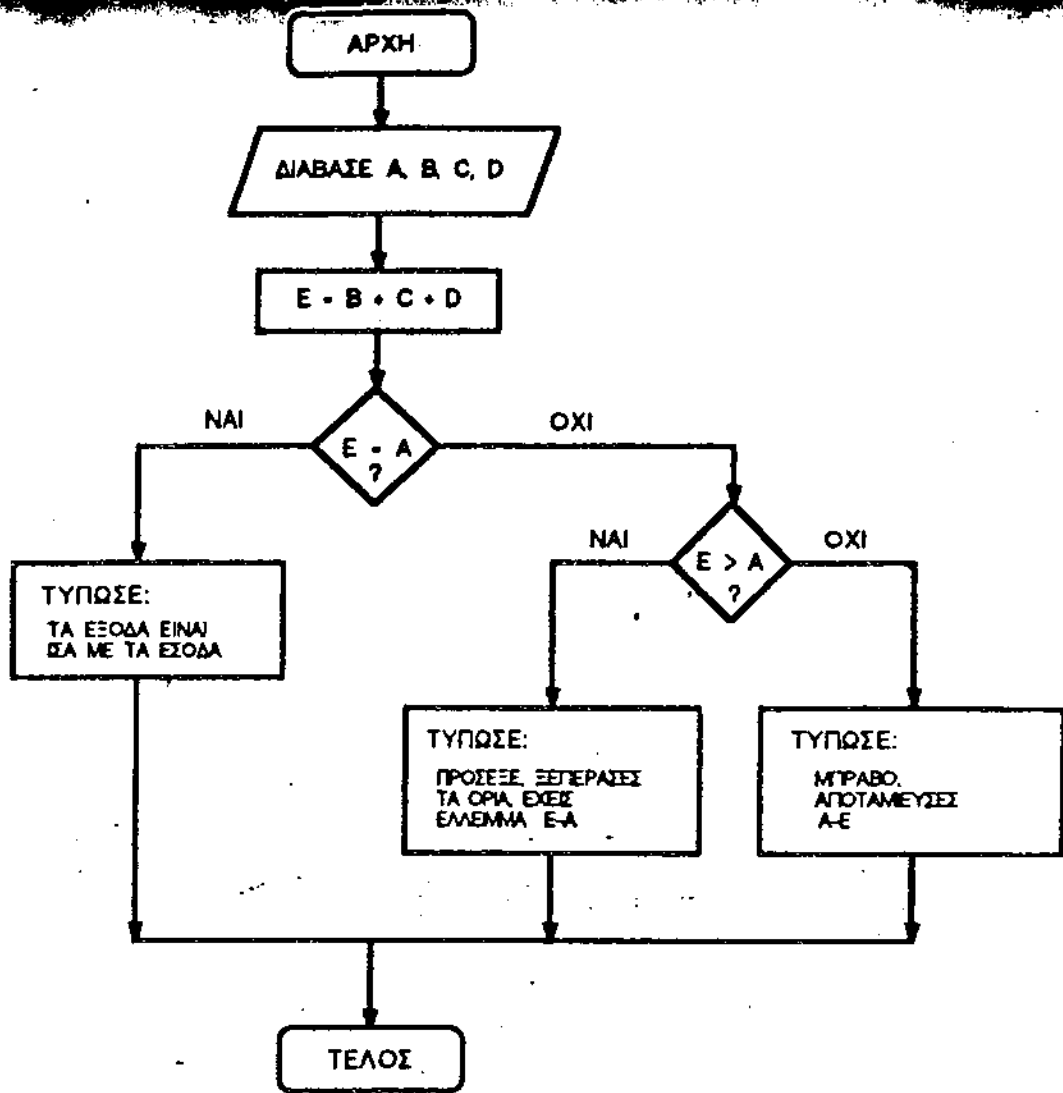 ΑΡΧΗ
ΔΙΑΒΑΣΕ A, B, C, D
E = B + C + D
ΝΑΙ
ΟΧΙ
E = A
?
ΝΑΙ
ΟΧΙ
E > A
?
ΤΥΠΩΣΕ:
ΤΑ ΕΞΟΔΑ ΕΙΝΑΙ
ΙΣΑ ΜΕ ΤΑ ΕΣΟΔΑ
ΤΥΠΩΣΕ:
ΠΡΟΣΕΞΕ, ΞΕΠΕΡΑΣΕΣ
ΤΑ ΟΡΙΑ, ΕΧΕΙΣ
ΕΛΛΕΜΜΑ E-A
ΤΥΠΩΣΕ:
ΜΠΡΑΒΟ,
ΑΠΟΤΑΜΙΕΥΣΕΣ
A-E
ΤΕΛΟΣ